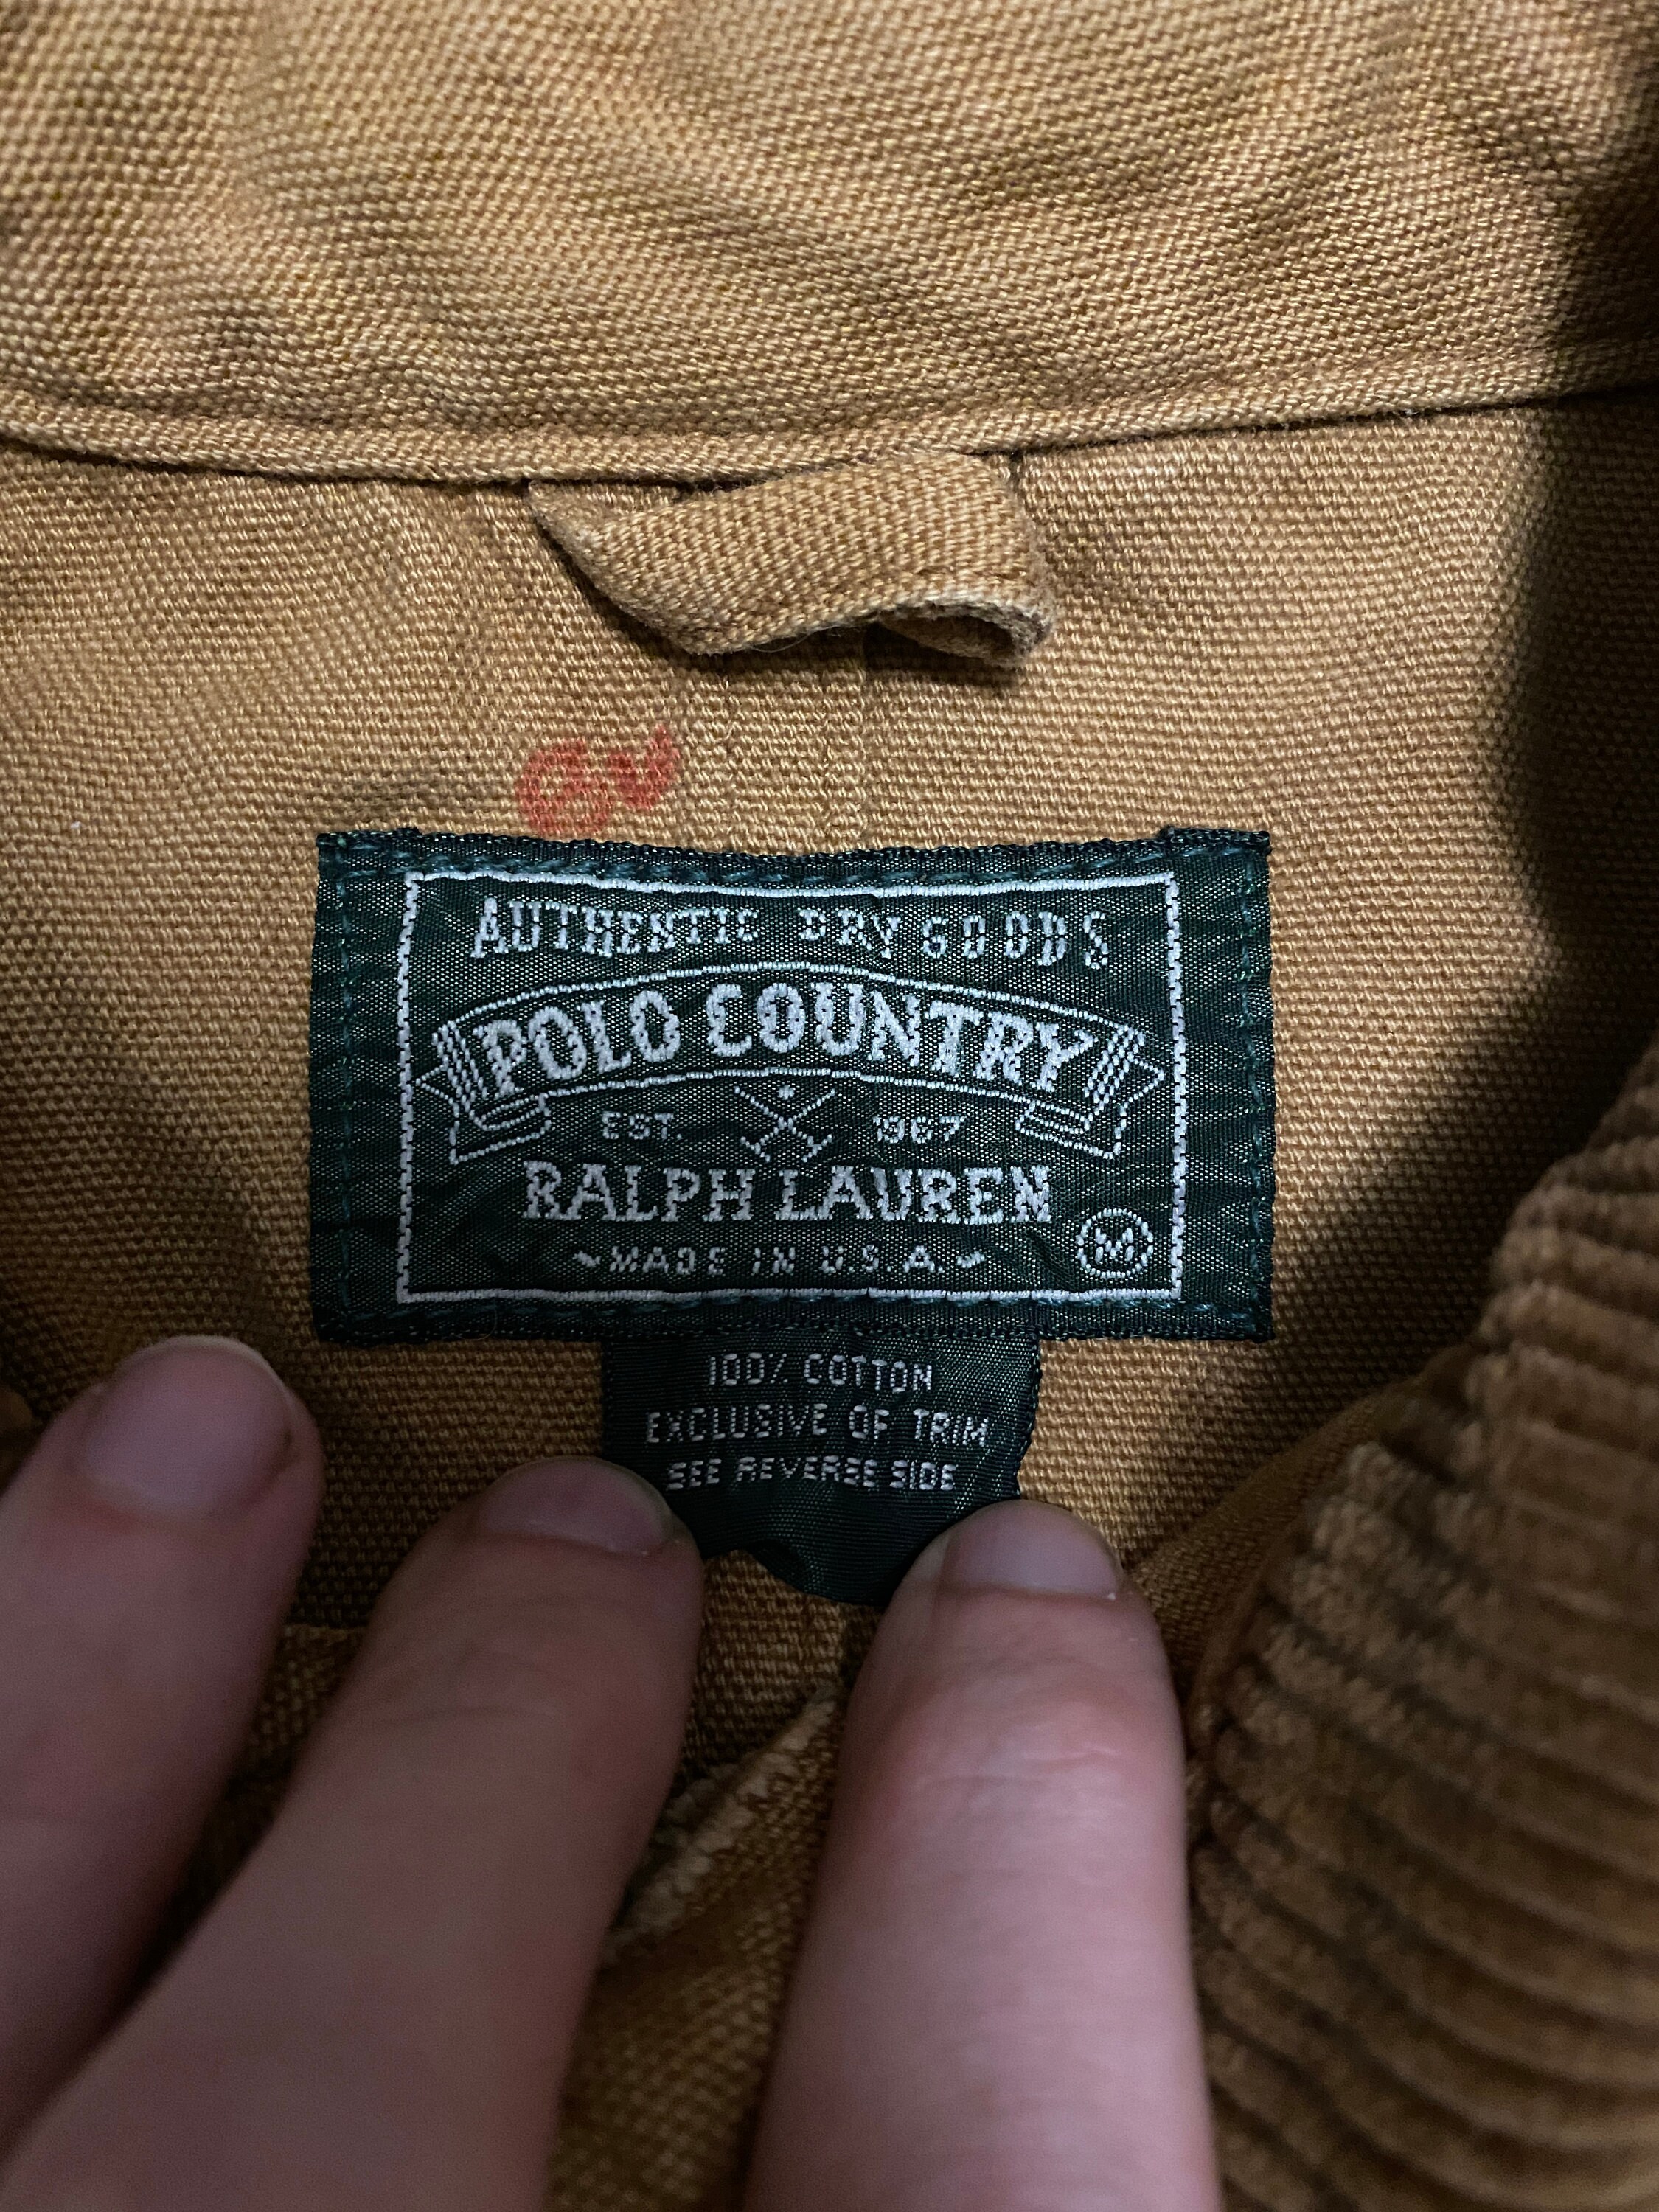 AUTHENTIC DRY GOODS
POLO COUNTRY
EST. 1967
RALPH LAUREN
MADE IN U.S.A.
M
100% COTTON
EXCLUSIVE OF TRIM
SEE REVERSE SIDE